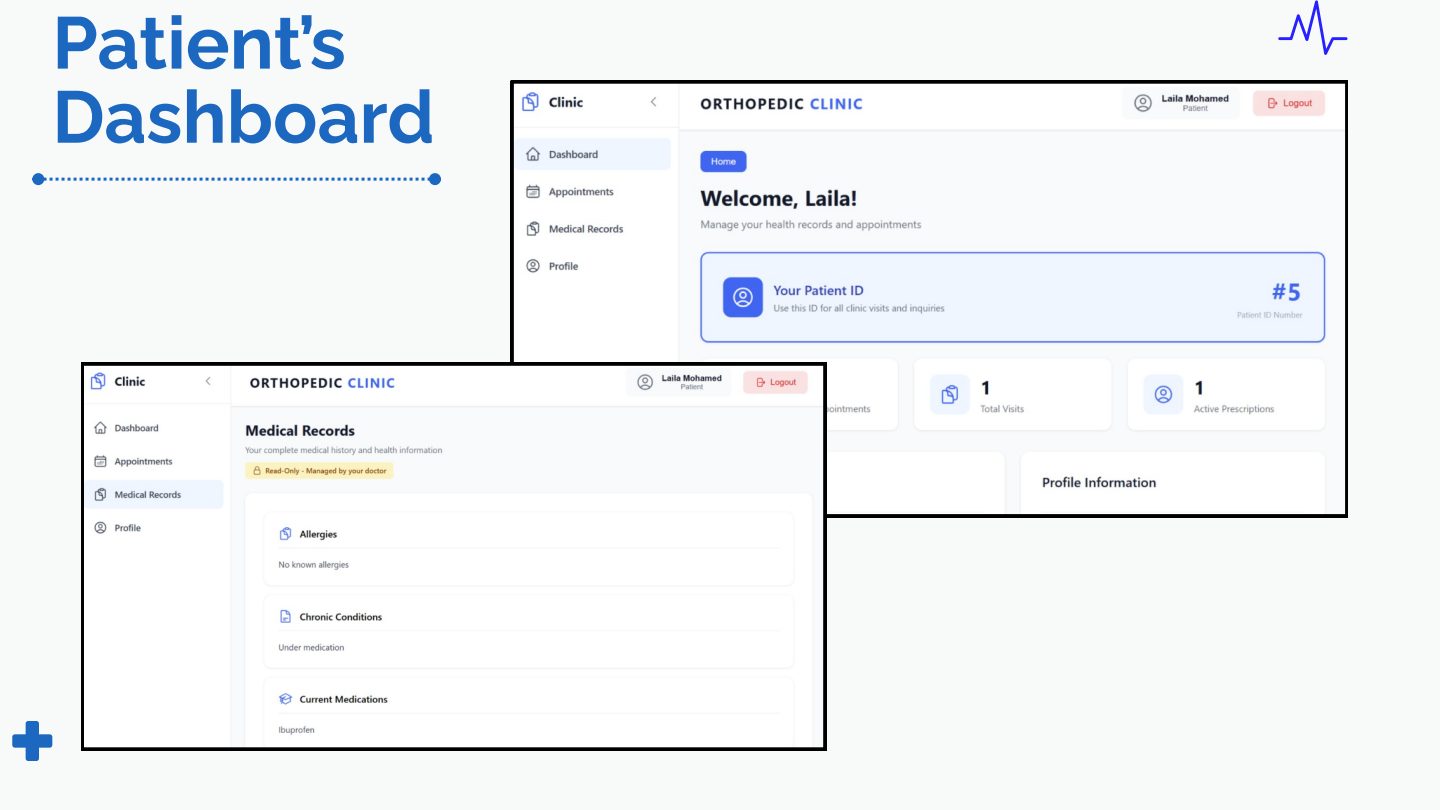 Patient's
Dashboard
Clinic
Dashboard
Appointments
Medical Records
Profile
ORTHOPEDIC CLINIC
Laila Mohamed
Patient
Logout
Home
Welcome, Laila!
Manage your health records and appointments
Your Patient ID
Use this ID for all clinic visits and inquiries
#5
Patient ID Number
1
Total Visits
1
Active Prescriptions
Profile Information
Clinic
Dashboard
Appointments
Medical Records
Profile
ORTHOPEDIC CLINIC
Laila Mohamed
Patient
Logout
Medical Records
Your complete medical history and health information
Read-Only - Managed by your doctor
Allergies
No known allergies
Chronic Conditions
Under medication
Current Medications
Ibuprofen